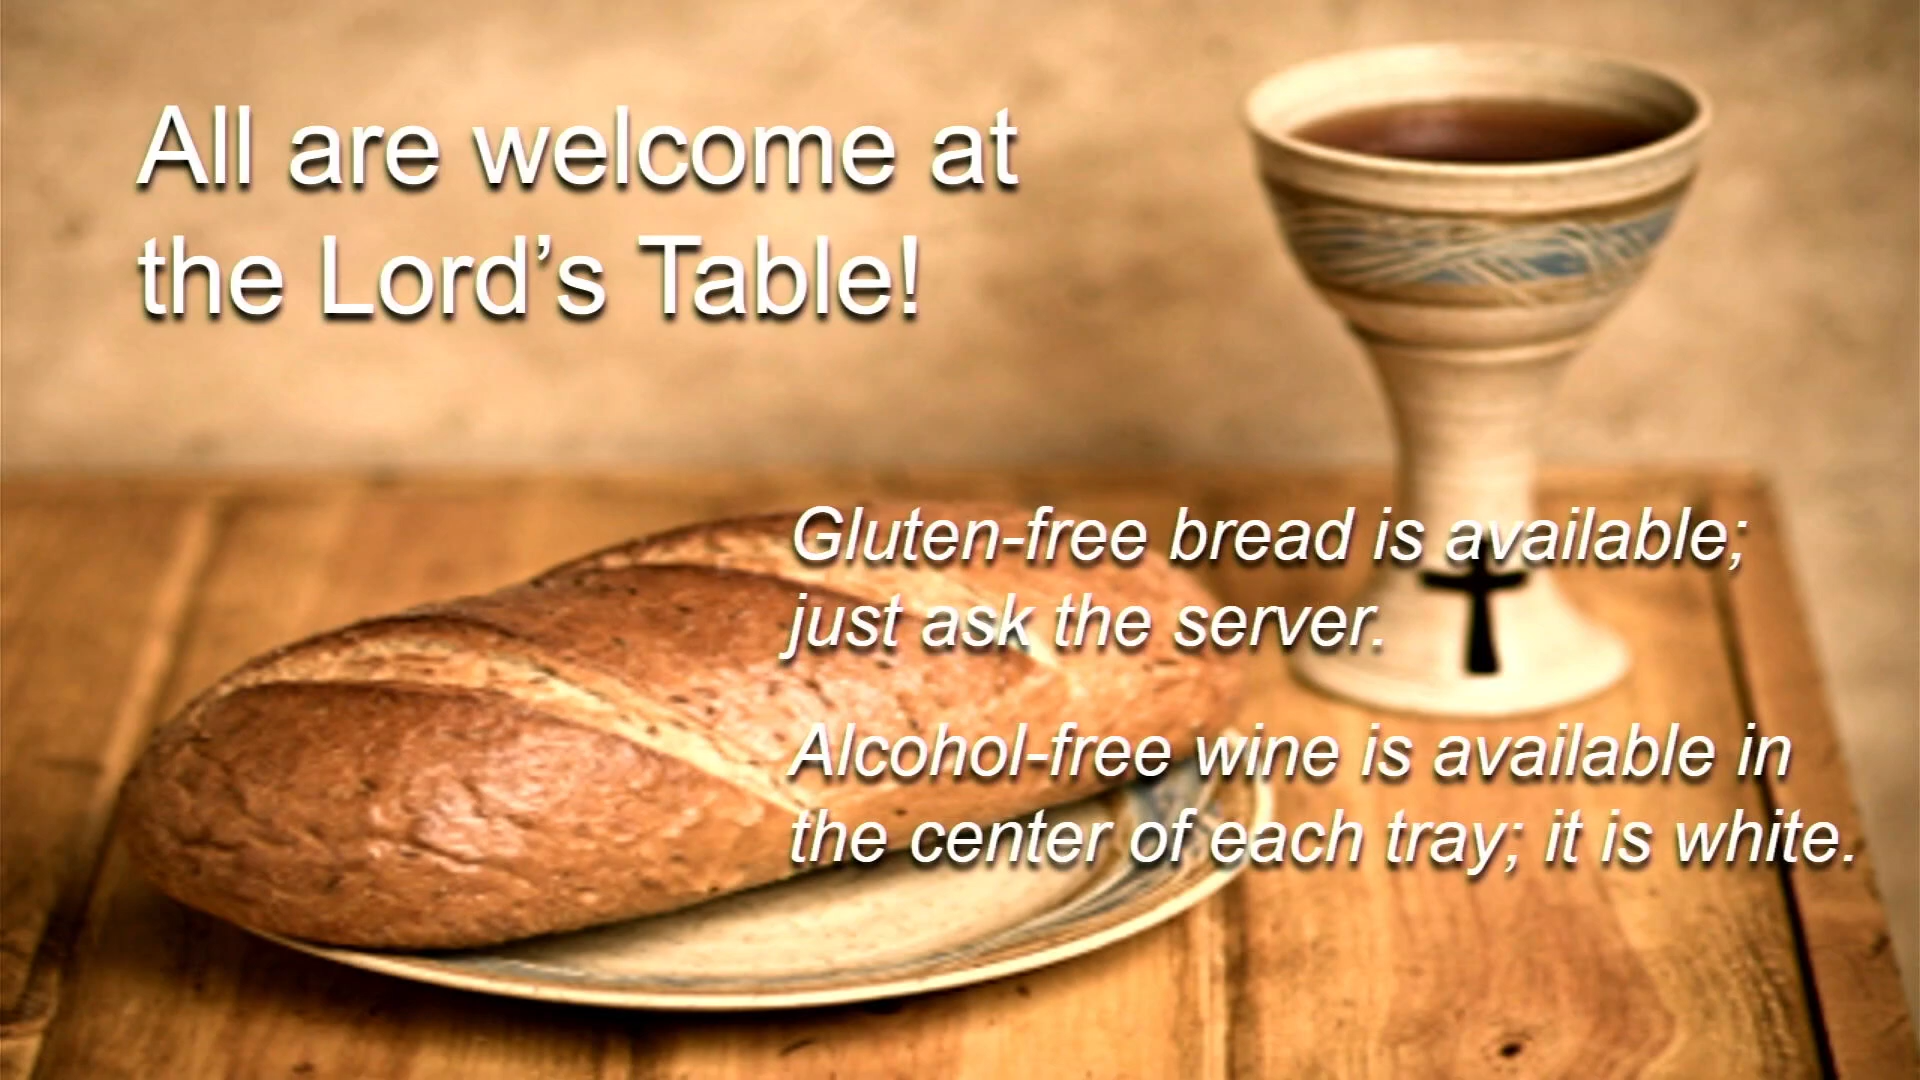 All are welcome at
the Lord’s Table!
Gluten-free bread is available;
just ask the server.
Alcohol-free wine is available in
the center of each tray; it is white.